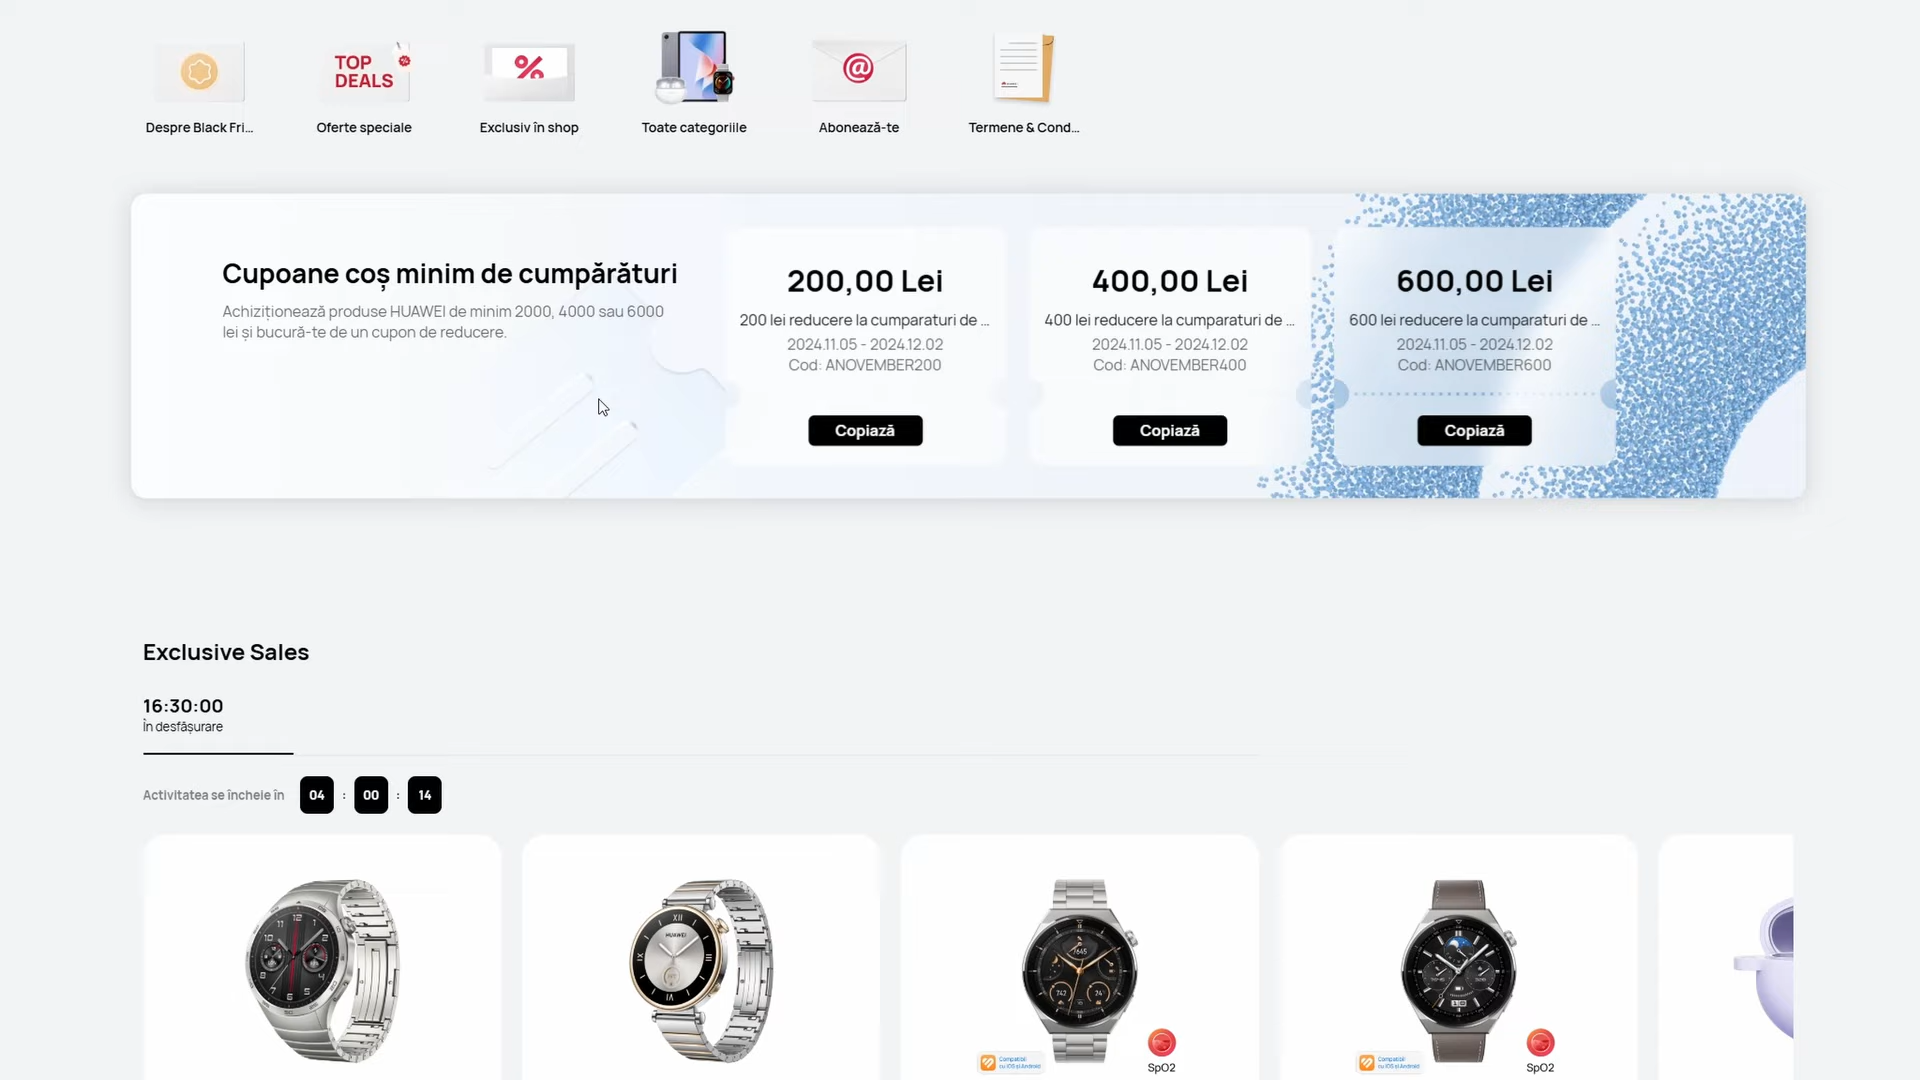 TOP
DEALS
%
%
@
Despre Black Fri...
Oferte speciale
Exclusiv în shop
Toate categoriile
Abonează-te
Termene & Cond...
Cupoane coș minim de cumpărături
Achiziționează produse HUAWEI de minim 2000, 4000 sau 6000
lei și bucură-te de un cupon de reducere.
200,00 Lei
200 lei reducere la cumparaturi de ...
2024.11.05 - 2024.12.02
Cod: ANOVEMBER200
Copiază
400,00 Lei
400 lei reducere la cumparaturi de ...
2024.11.05 - 2024.12.02
Cod: ANOVEMBER400
Copiază
600,00 Lei
600 lei reducere la cumparaturi de ...
2024.11.05 - 2024.12.02
Cod: ANOVEMBER600
Copiază
Exclusive Sales
16:30:00
În desfășurare
Activitatea se încheie în 04 : 00 : 14
HUAWEI
Compatibil
cu iOS și Android
SpO2
Compatibil
cu iOS și Android
SpO2